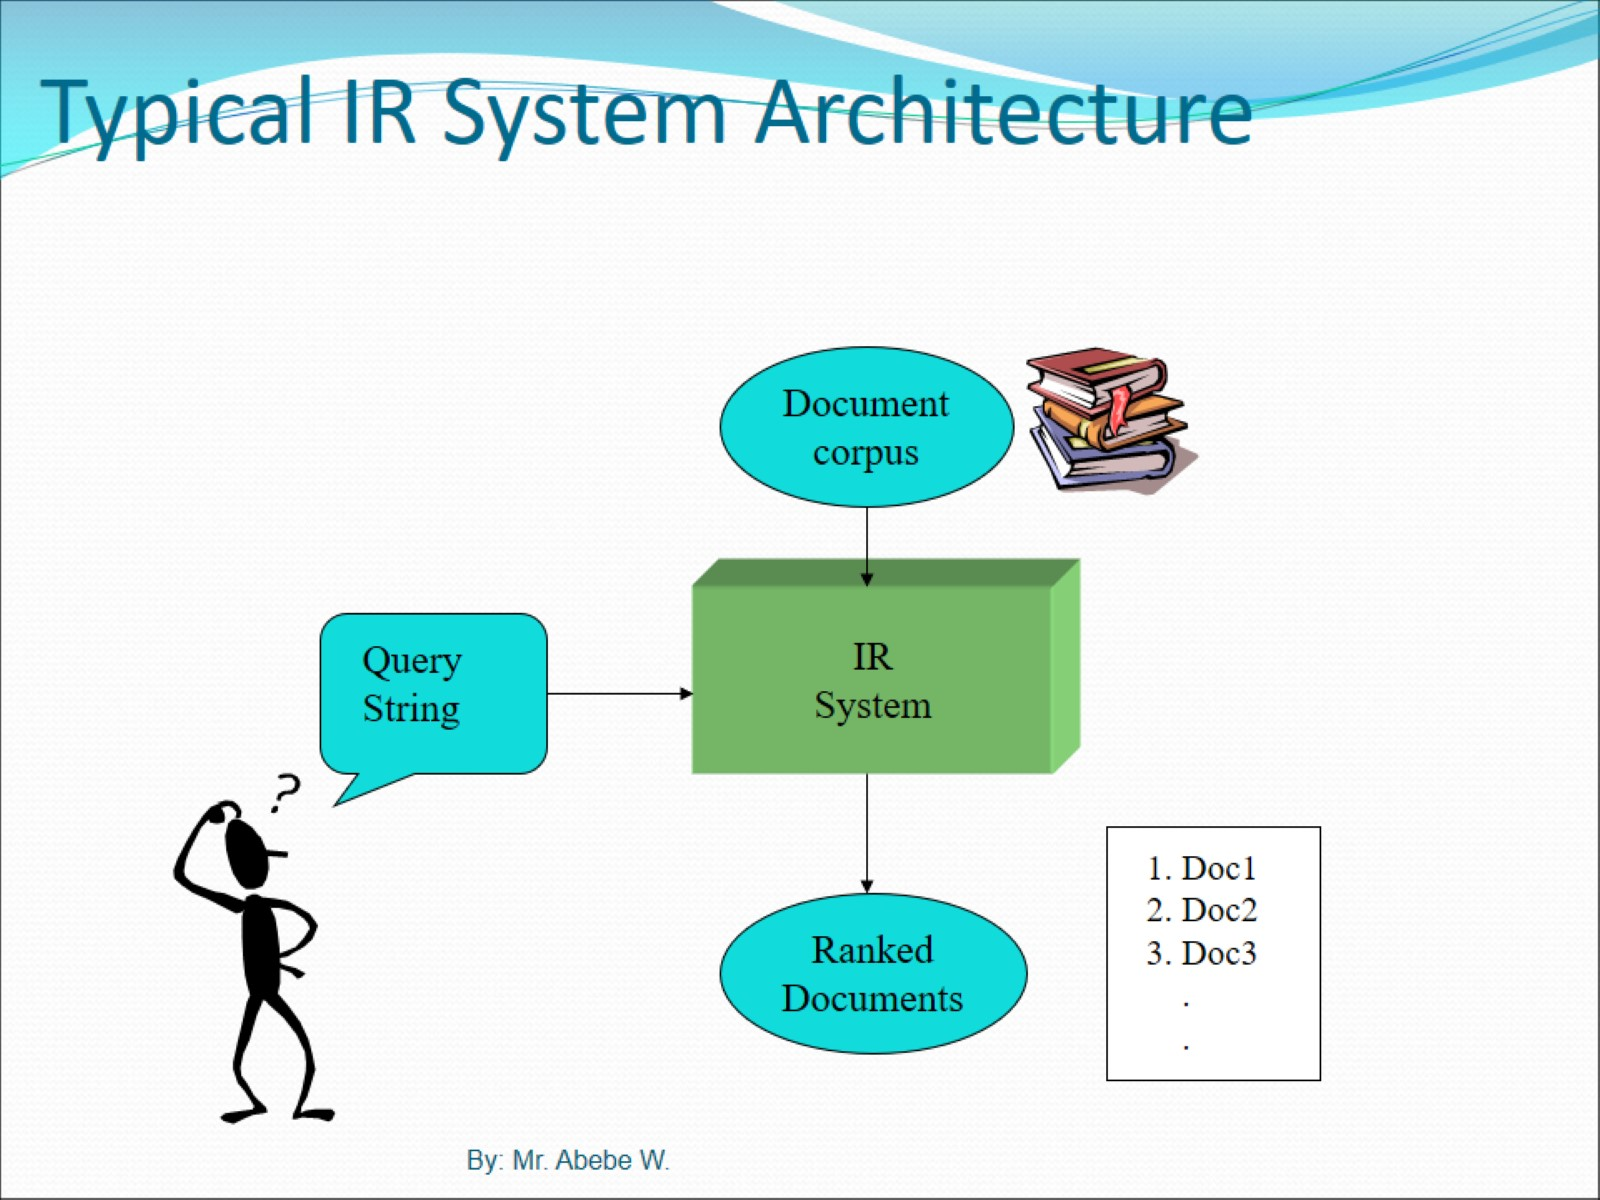 Typical IR System Architecture
Document
corpus
IR
System
Query
String
?
Ranked
Documents
1. Doc1
2. Doc2
3. Doc3
.
.
By: Mr. Abebe W.